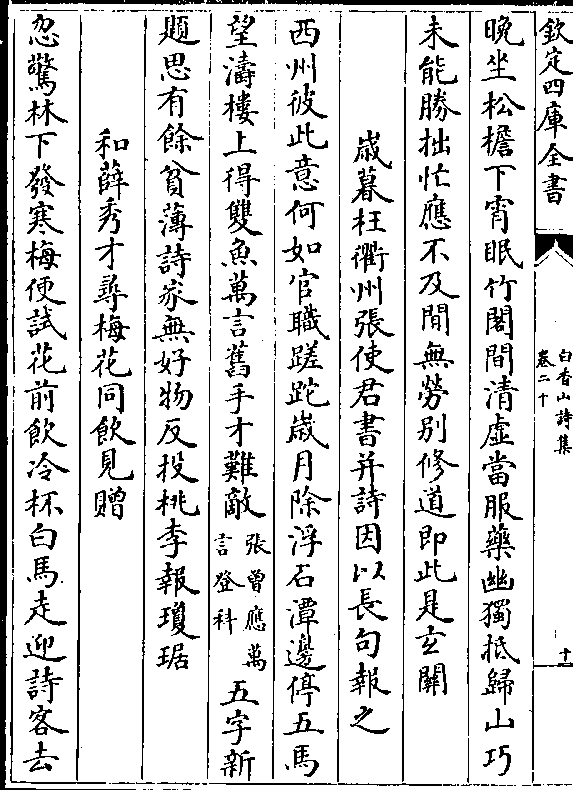 欽定四庫全書
白香山詩集
卷二十
十
晚坐松檐下宵眠竹閣間清虛當服藥幽獨抵歸山巧
未能勝拙忙應不及閒無勞別修道即此是玄關
歲暮枉衢州張使君書并詩因以長句報之
西州彼此意何如官職蹉跎歲月除浮石潭邊停五馬
望濤樓上得雙魚萬言舊手才難敵張曾應萬言登科五字新
題思有餘貧薄詩家無好物反投桃李報瓊琚
和薛秀才尋梅花同飲見贈
忽驚林下發寒梅便試花前飲冷杯白馬走迎詩客去